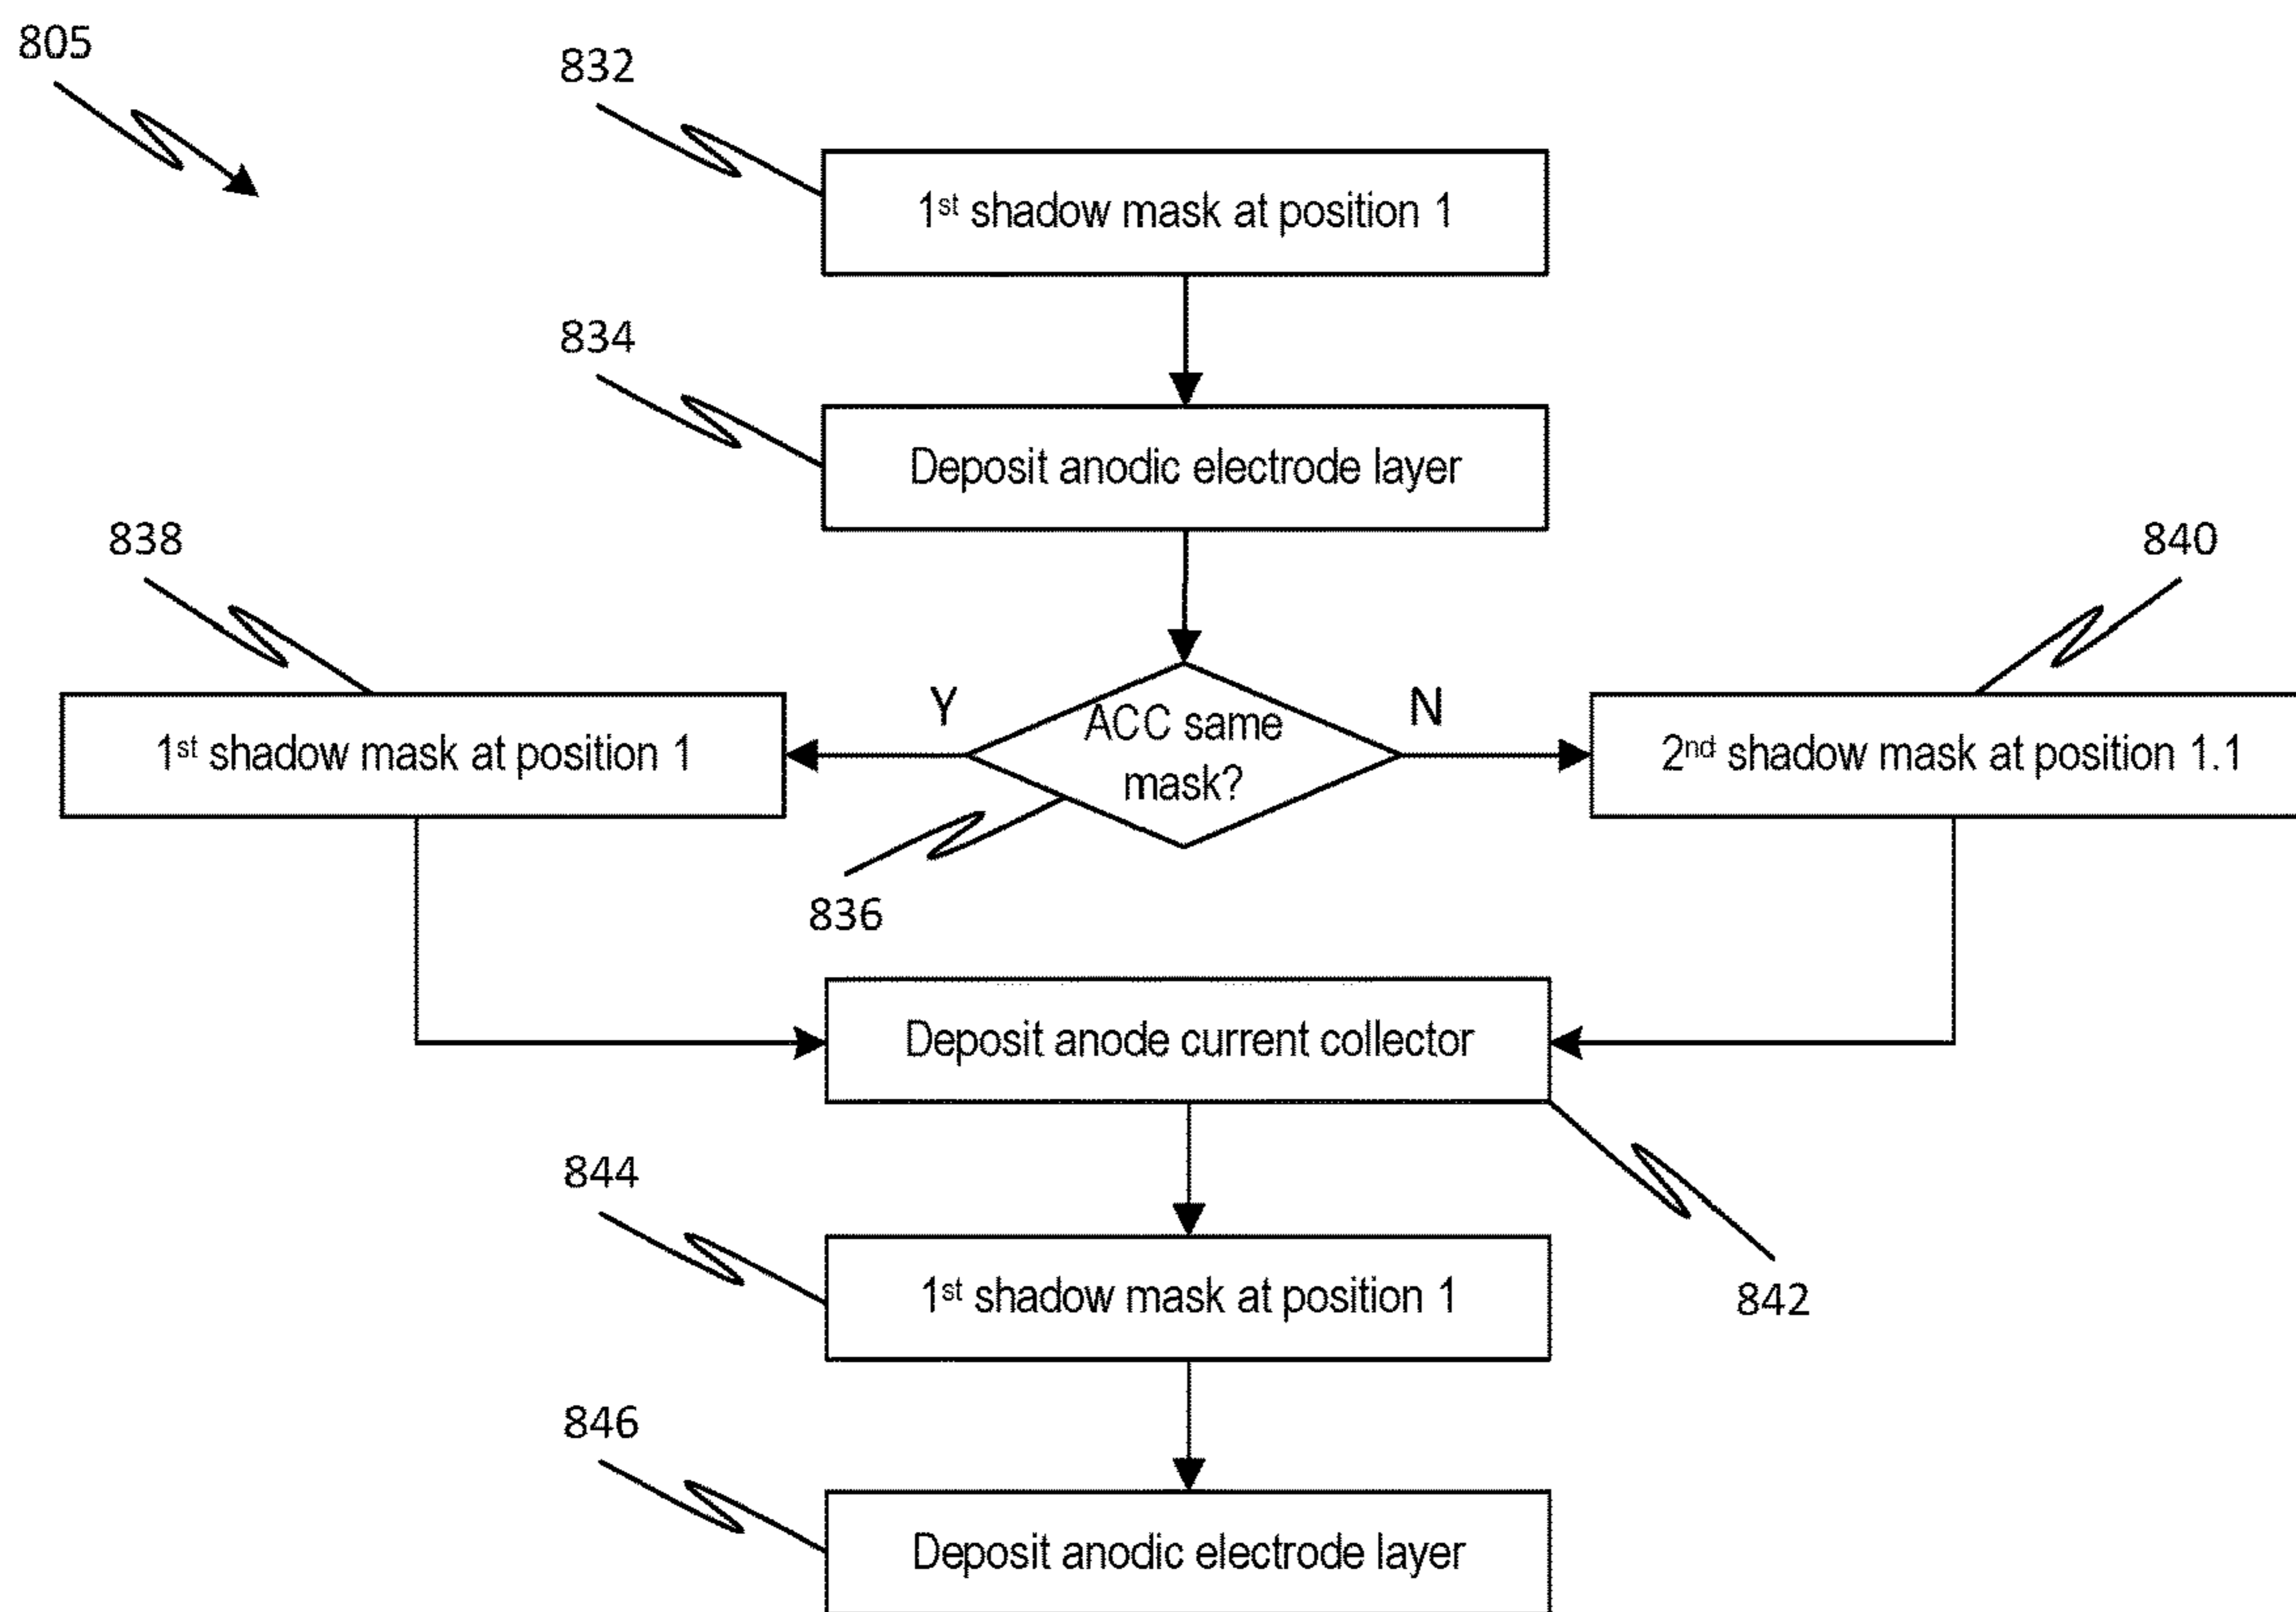 805
832
1st shadow mask at position 1
834
Deposit anodic electrode layer
838
840
1st shadow mask at position 1
Y
ACC same
mask?
N
2nd shadow mask at position 1.1
836
Deposit anode current collector
844
1st shadow mask at position 1
842
846
Deposit anodic electrode layer